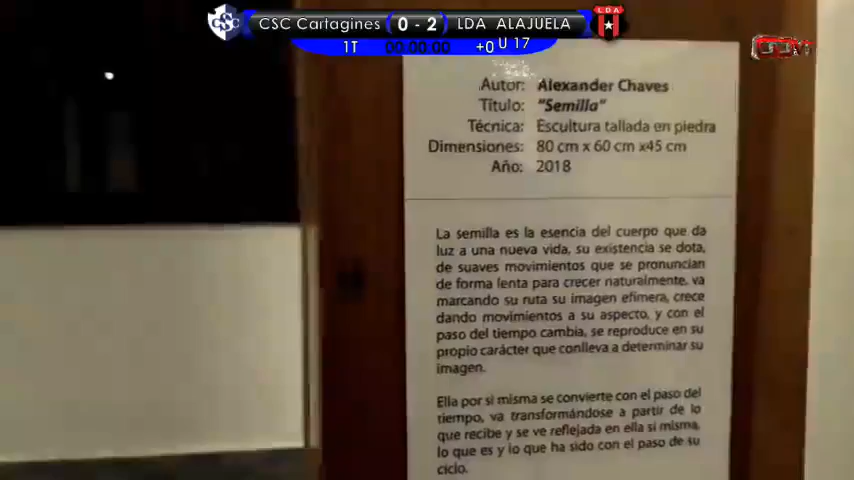 CSC Cartagines 0 - 2 LDA ALAJUELA
LDA
CSC
1T 00:00:00 +0 U 17
Autor: Alexander Chaves
Título: "Semilla"
Técnica: Escultura tallada en piedra
Dimensiones: 80 cm x 60 cm x45 cm
Año: 2018
La semilla es la esencia del cuerpo que da
luz a una nueva vida, su existencia se dota,
de suaves movimientos que se pronuncian
de forma lenta para crecer naturalmente, va
marcando su ruta su imagen efímera, crece
dando movimientos a su aspecto, y con el
paso del tiempo cambia, se reproduce en su
propio carácter que conlleva a determinar su
imagen.
Ella por si misma se convierte con el paso del
tiempo, va transformándose a partir de lo
que recibe y se ve reflejada en ella si misma,
lo que es y lo que ha sido con el paso de su
ciclo.